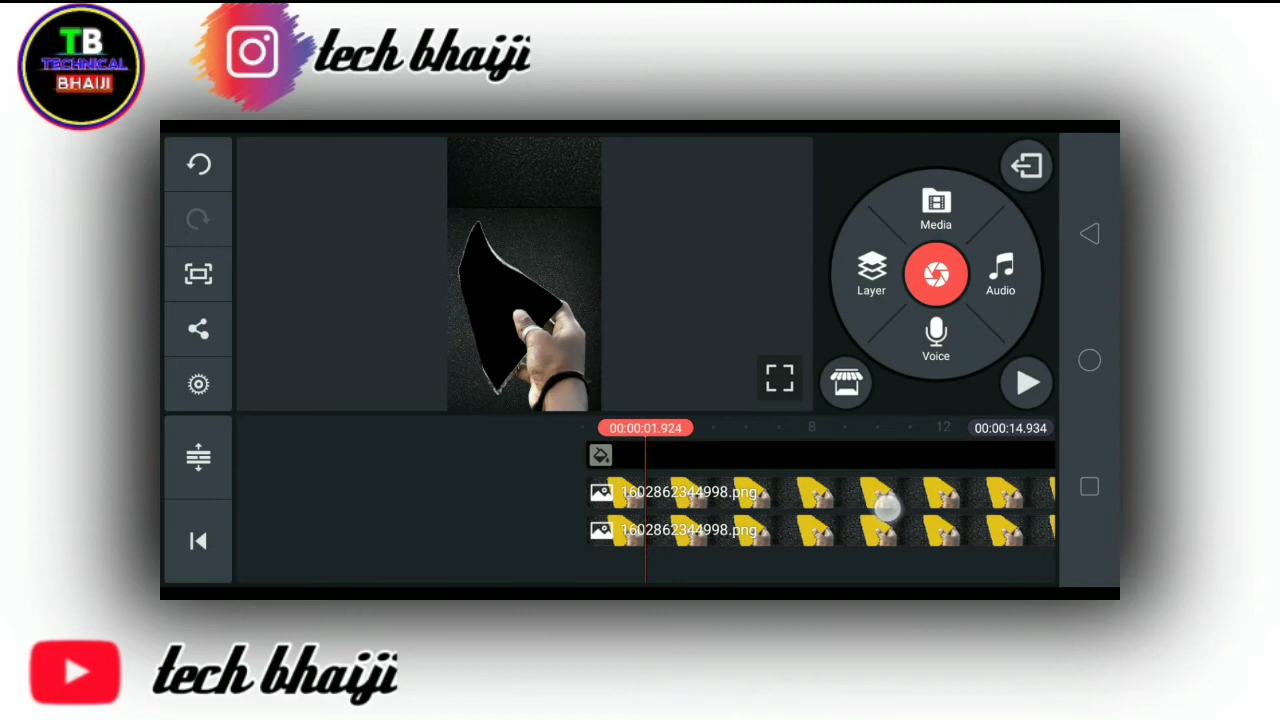 TB
TECHNICAL
BHAIJI
tech bhaiji
Media
Layer
Audio
Voice
00:00:01.924
8
12
00:00:14.934
1602862344998.png
1602862344998.png
tech bhaiji